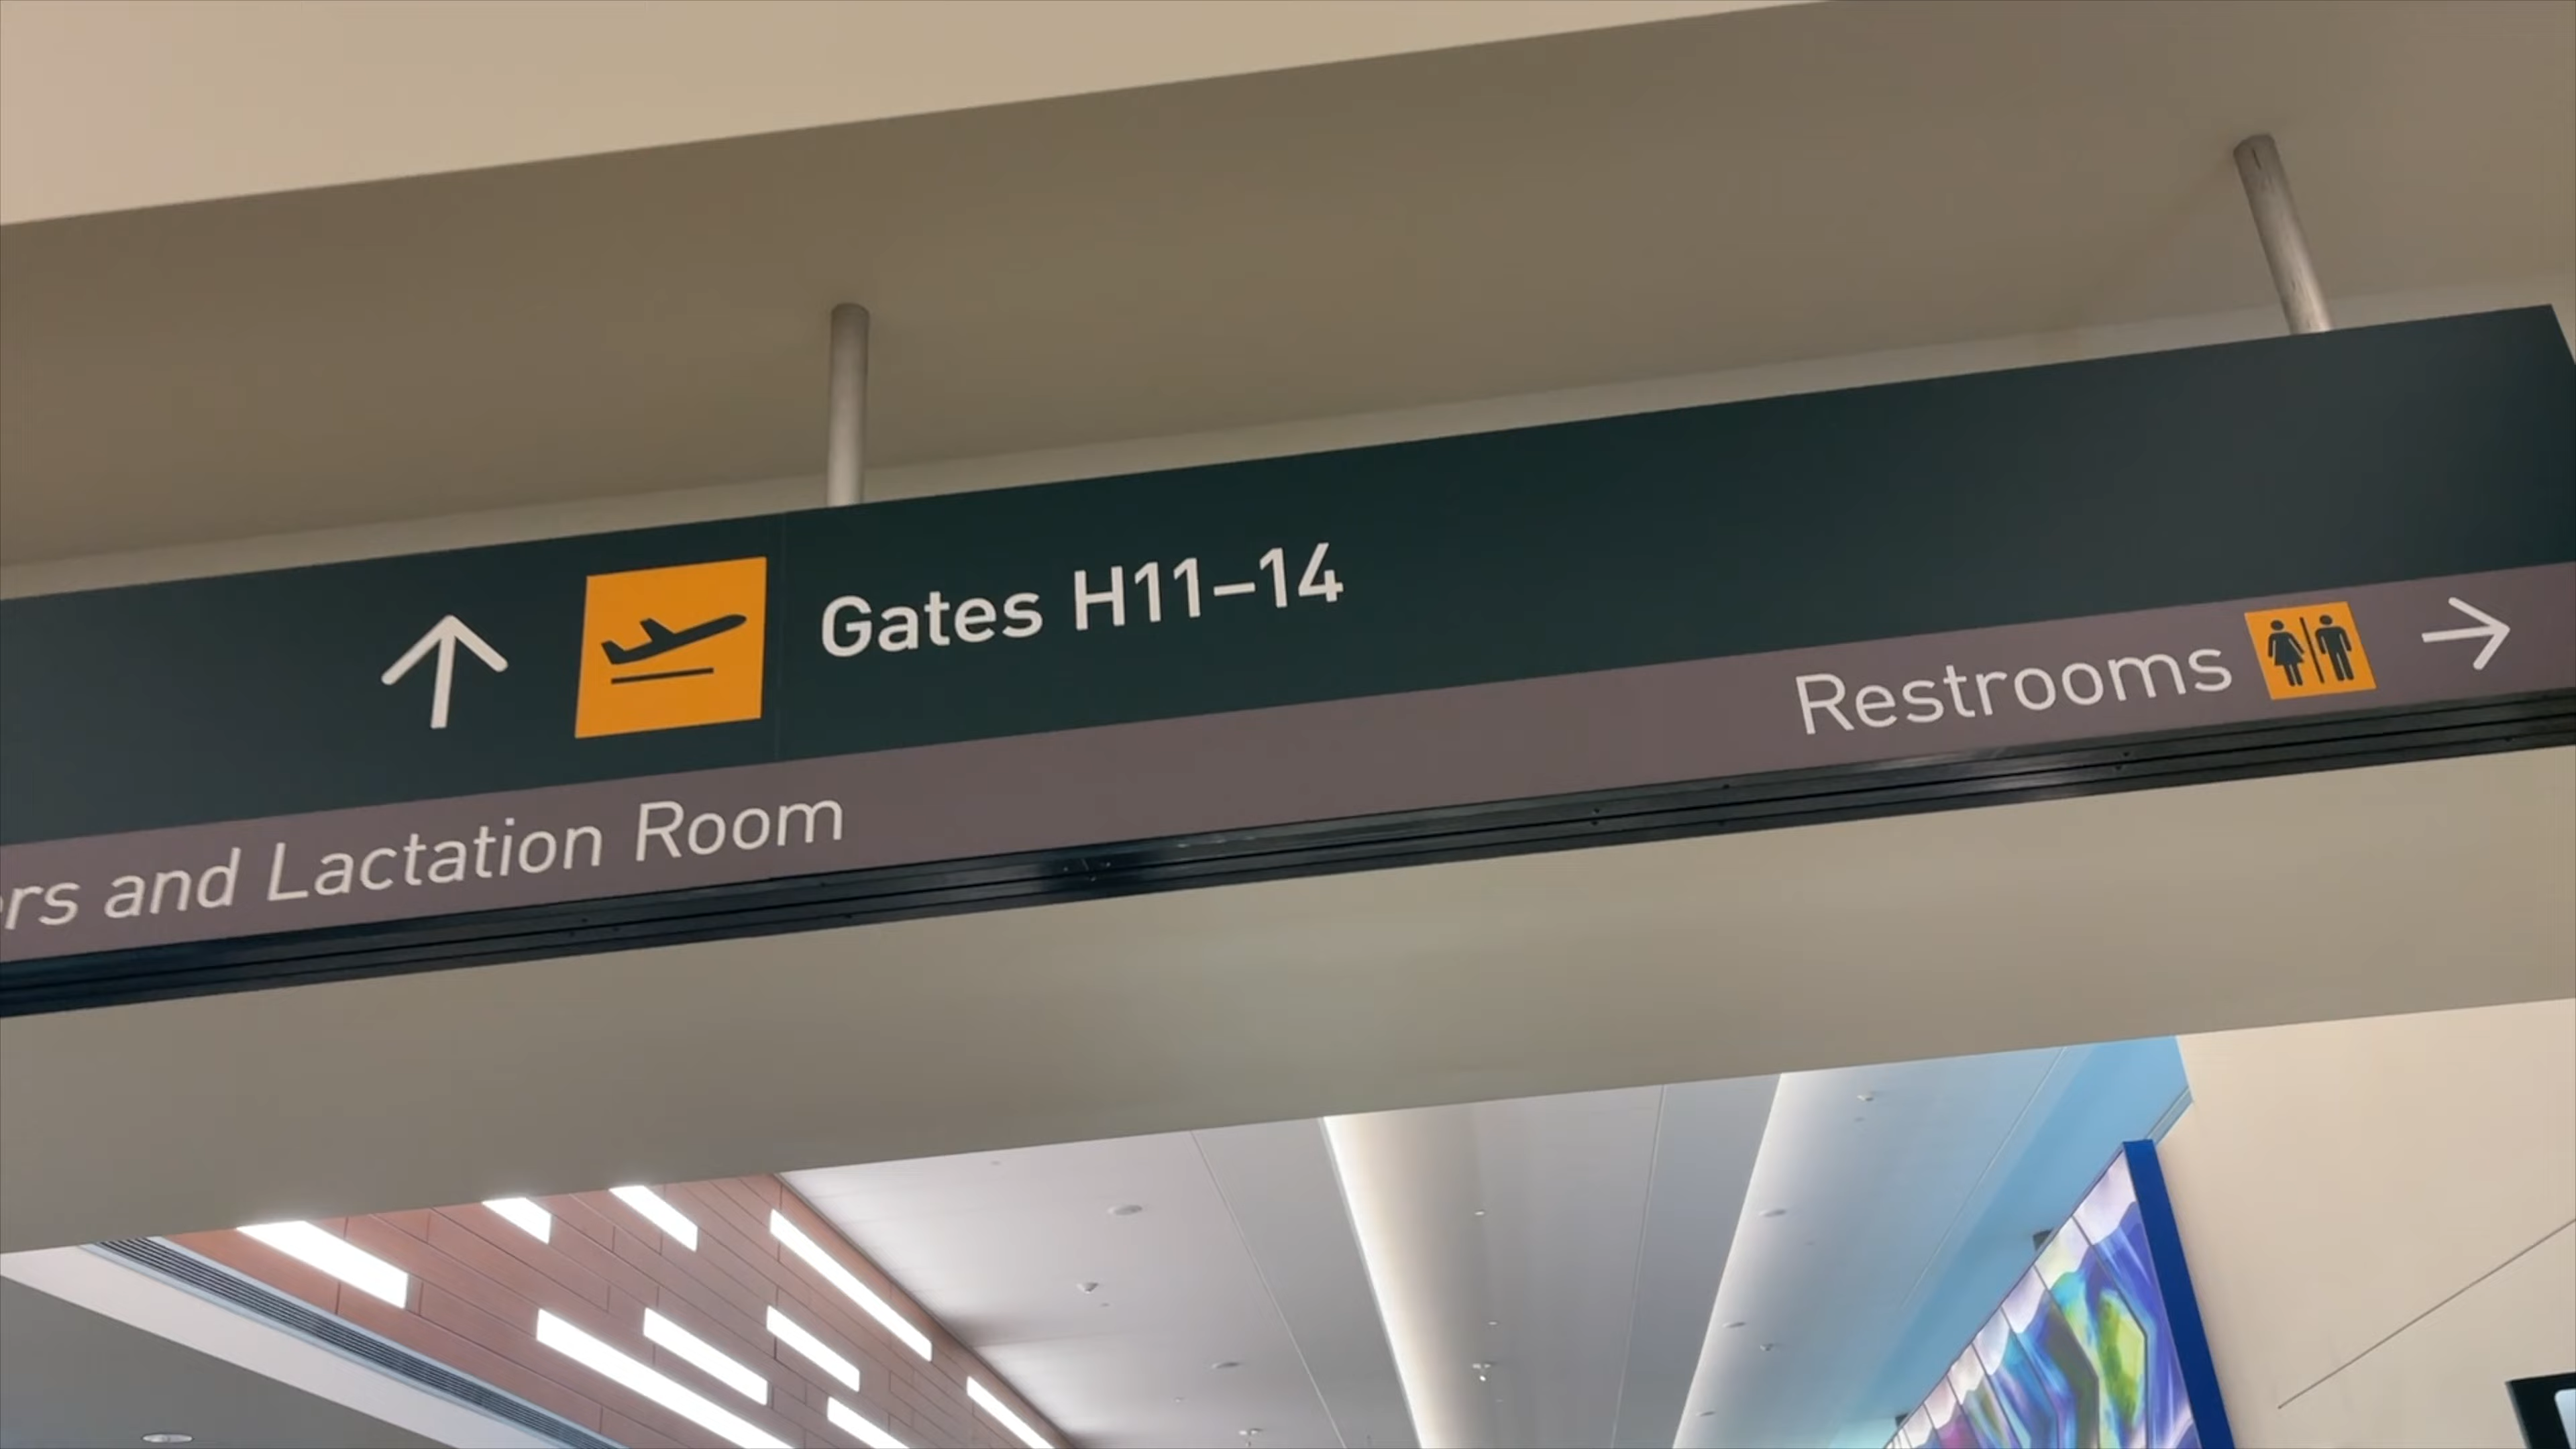 Gates H11–14
and Lactation Room
Restrooms